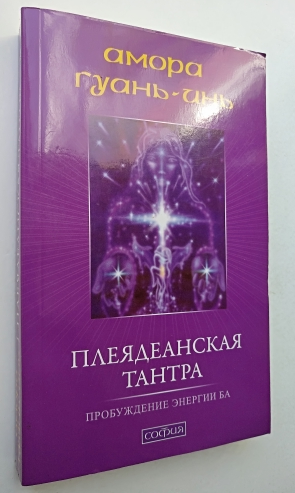 АМОРА
ГУАНЬ-ИНЬ
ПЛЕЯДЕАНСКАЯ
ТАНТРА
ПРОБУЖДЕНИЕ ЭНЕРГИИ БА
СОФИЯ